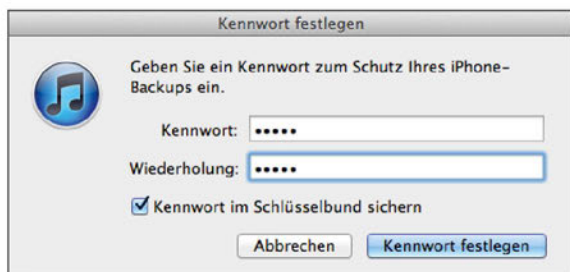 Kennwort festlegen
Geben Sie ein Kennwort zum Schutz Ihres iPhone-
Backups ein.
Kennwort: •••••
Wiederholung: •••••
Kennwort im Schlüsselbund sichern
Abbrechen Kennwort festlegen